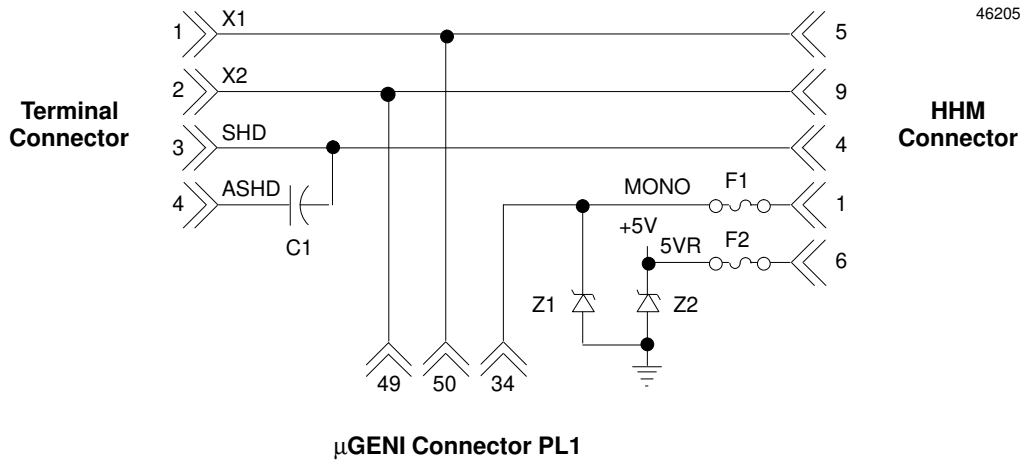 46205
1 X1 5
2 X2 9
Terminal Connector
HHM Connector
3 SHD 4
4 ASHD
C1
MONO F1 1
+5V
5VR F2 6
Z1 Z2
49 50 34
µGENI Connector PL1